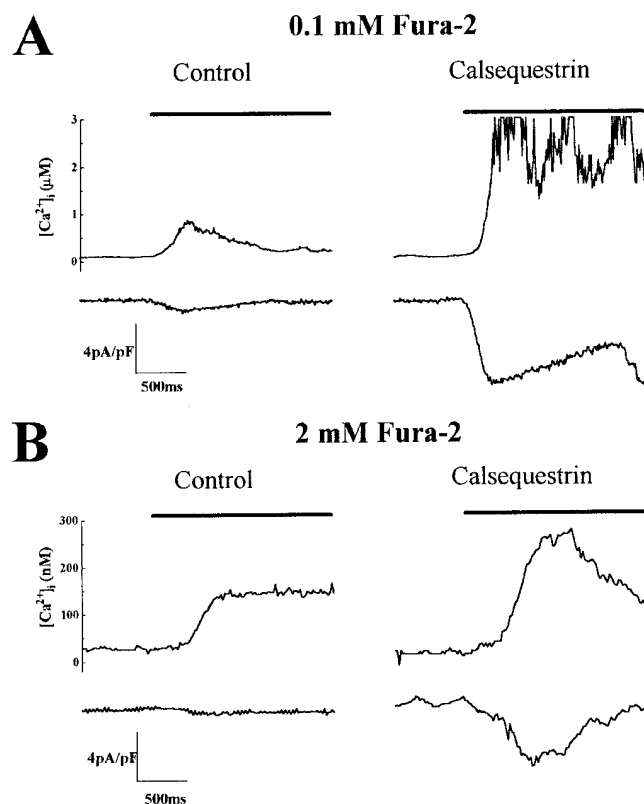 A
0.1 mM Fura-2
Control
Calsequestrin
[Ca²⁺]ᵢ (µM)
3
2
1
0
4pA/pF
500ms
B
2 mM Fura-2
Control
Calsequestrin
[Ca²⁺]ᵢ (nM)
300
200
100
0
4pA/pF
500ms